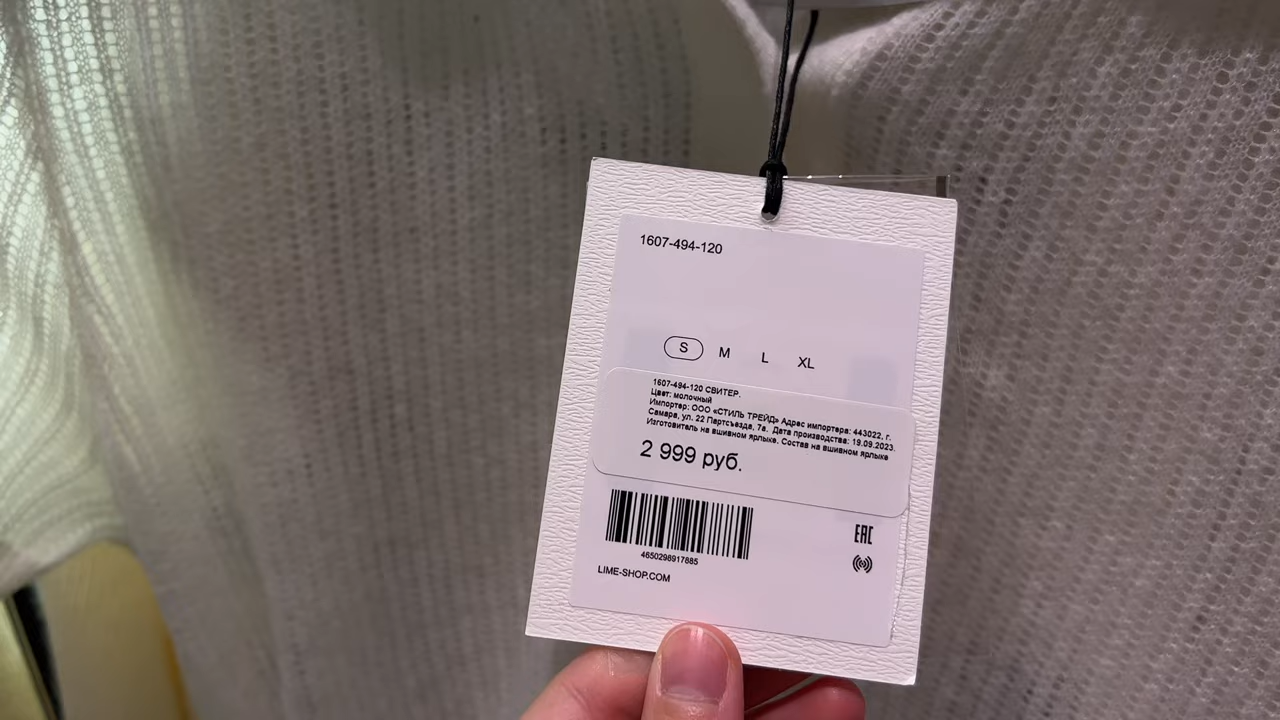 1607-494-120
S M L XL
1607-494-120 СВИТЕР.
Цвет: молочный
Импортер: ООО «СТИЛЬ ТРЕЙД» Адрес импортера: 443022, г.
Самара, ул. 22 Партсъезда, 7а. Дата производства: 19.09.2023.
Изготовитель на вшивном ярлыке. Состав на вшивном ярлыке
2 999 руб.
4650298917885
EAC
LIME-SHOP.COM